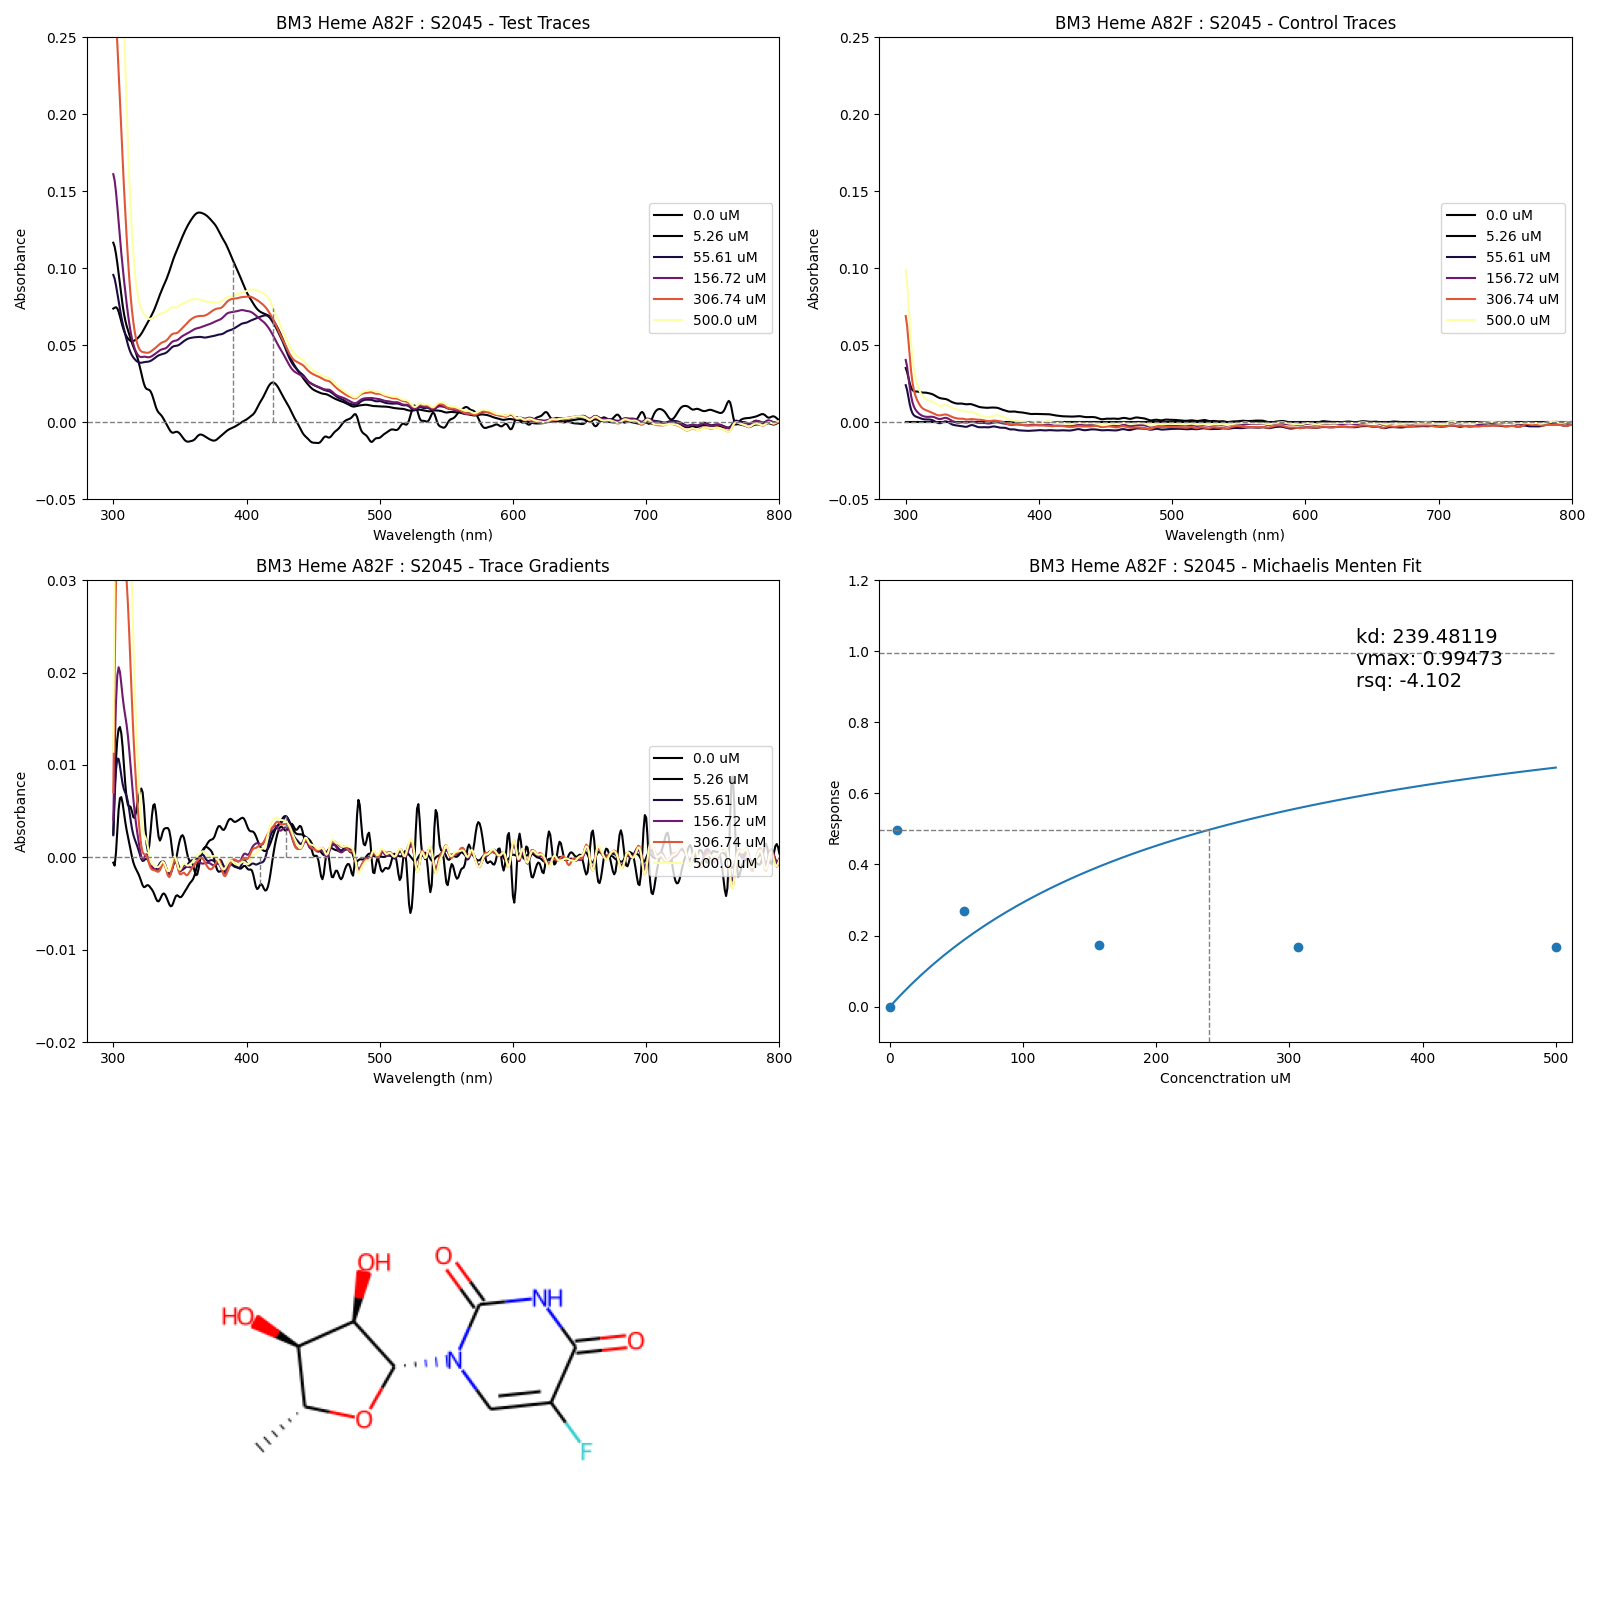 BM3 Heme A82F : S2045 - Test Traces
0.25
0.20
0.15
0.10
0.05
0.00
−0.05
Absorbance
300 400 500 600 700 800
Wavelength (nm)
0.0 uM
5.26 uM
55.61 uM
156.72 uM
306.74 uM
500.0 uM
BM3 Heme A82F : S2045 - Control Traces
0.25
0.20
0.15
0.10
0.05
0.00
−0.05
Absorbance
300 400 500 600 700 800
Wavelength (nm)
0.0 uM
5.26 uM
55.61 uM
156.72 uM
306.74 uM
500.0 uM
BM3 Heme A82F : S2045 - Trace Gradients
0.03
0.02
0.01
0.00
−0.01
−0.02
Absorbance
300 400 500 600 700 800
Wavelength (nm)
0.0 uM
5.26 uM
55.61 uM
156.72 uM
306.74 uM
500.0 uM
BM3 Heme A82F : S2045 - Michaelis Menten Fit
1.2
1.0
0.8
0.6
0.4
0.2
0.0
Response
kd: 239.48119
vmax: 0.99473
rsq: -4.102
0 100 200 300 400 500
Concenctration uM
OH
O
HO
NH
O
N
O
F